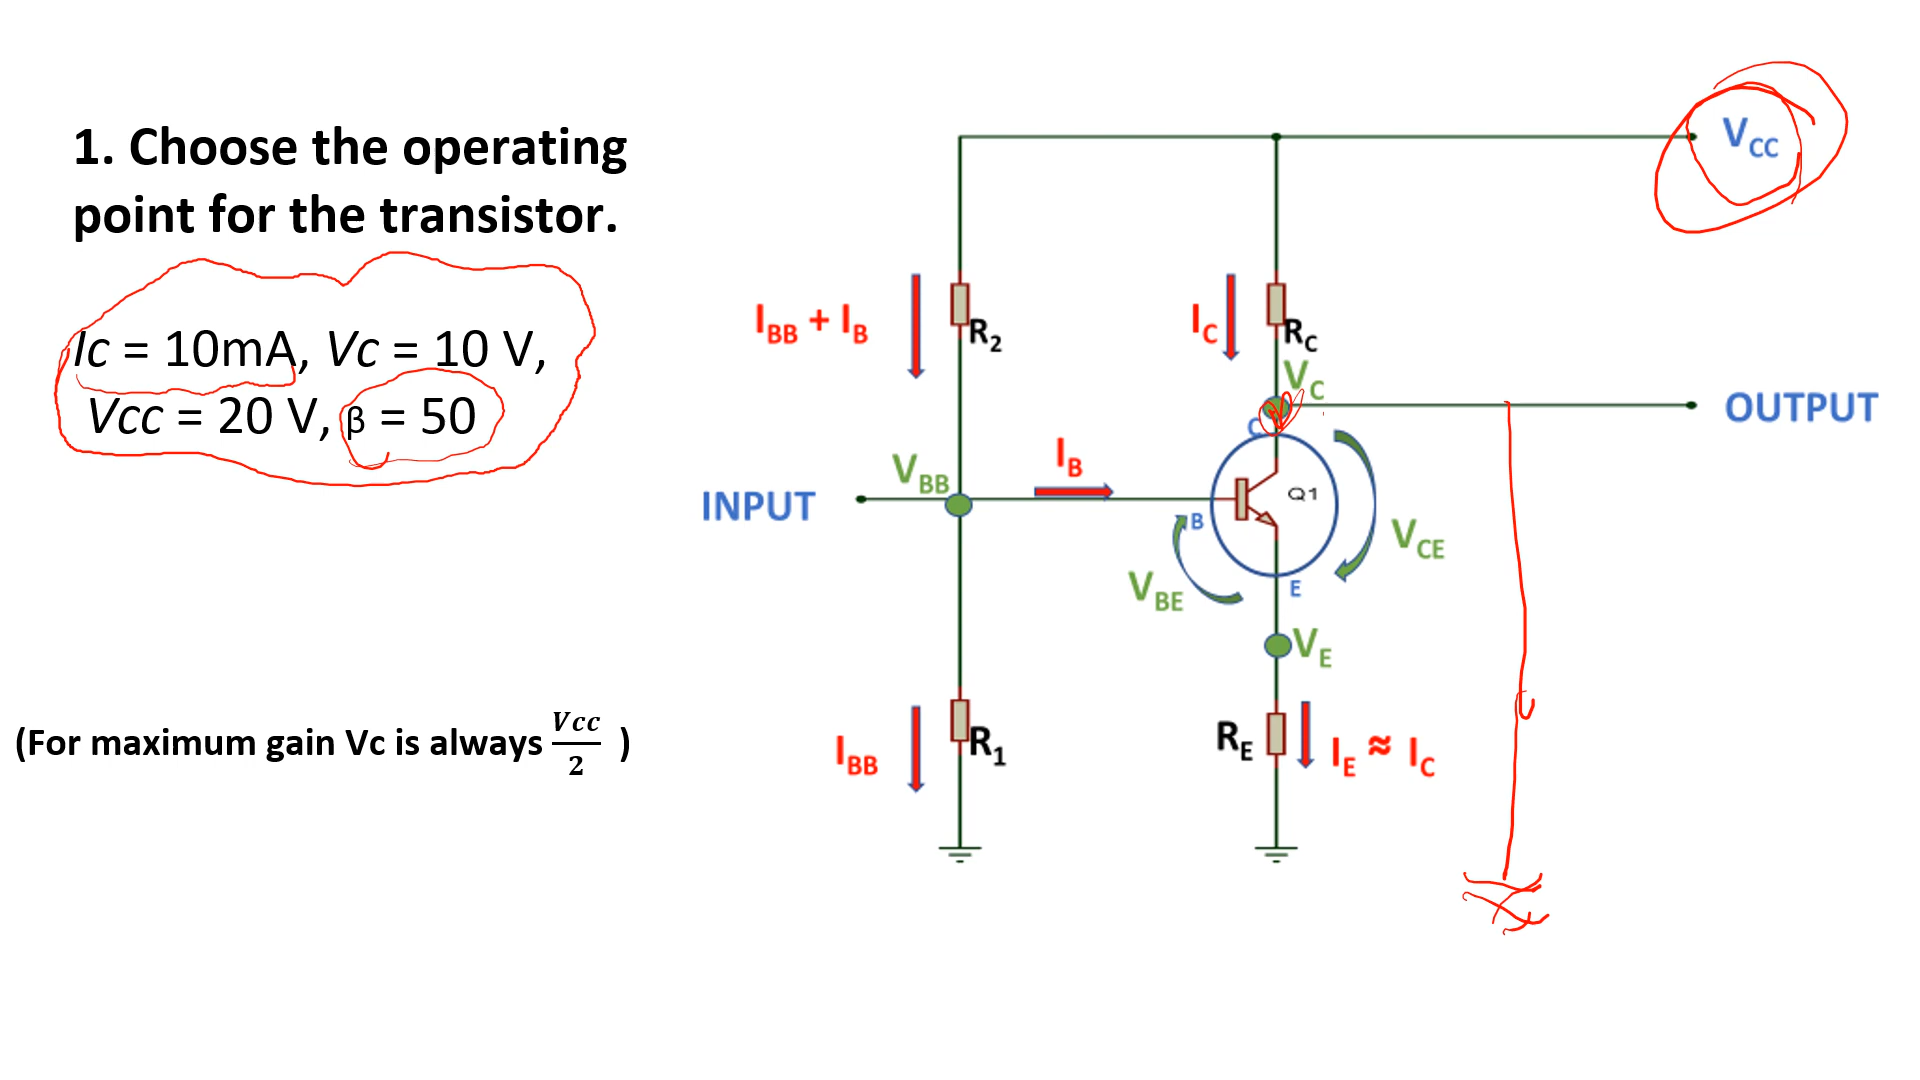 1. Choose the operating
point for the transistor.
Ic = 10mA, Vc = 10 V,
Vcc = 20 V, β = 50
(For maximum gain Vc is always Vcc/2 )
VCC
IBB + IB
R2
IC
RC
VC
C
OUTPUT
VBB
IB
INPUT
B
Q1
VCE
VBE
E
VE
IBB
R1
RE
IE ≈ IC